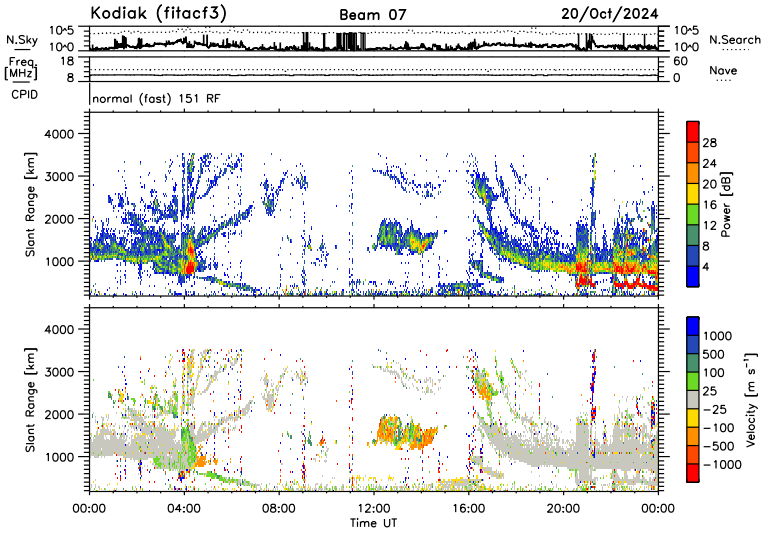 Kodiak (fitacf3) Beam 07 20/Oct/2024
N.Sky 10^5 10^0 10^5 10^0 N.Search
Freq. [MHz] 18 8 60 0 Nave
CPID normal (fast) 151 RF
Slant Range [km] 4000 3000 2000 1000
28 24 20 16 12 8 4 Power [dB]
Slant Range [km] 4000 3000 2000 1000
1000 500 100 25 -25 -100 -500 -1000 Velocity [m s⁻¹]
00:00 04:00 08:00 12:00 16:00 20:00 00:00
Time UT